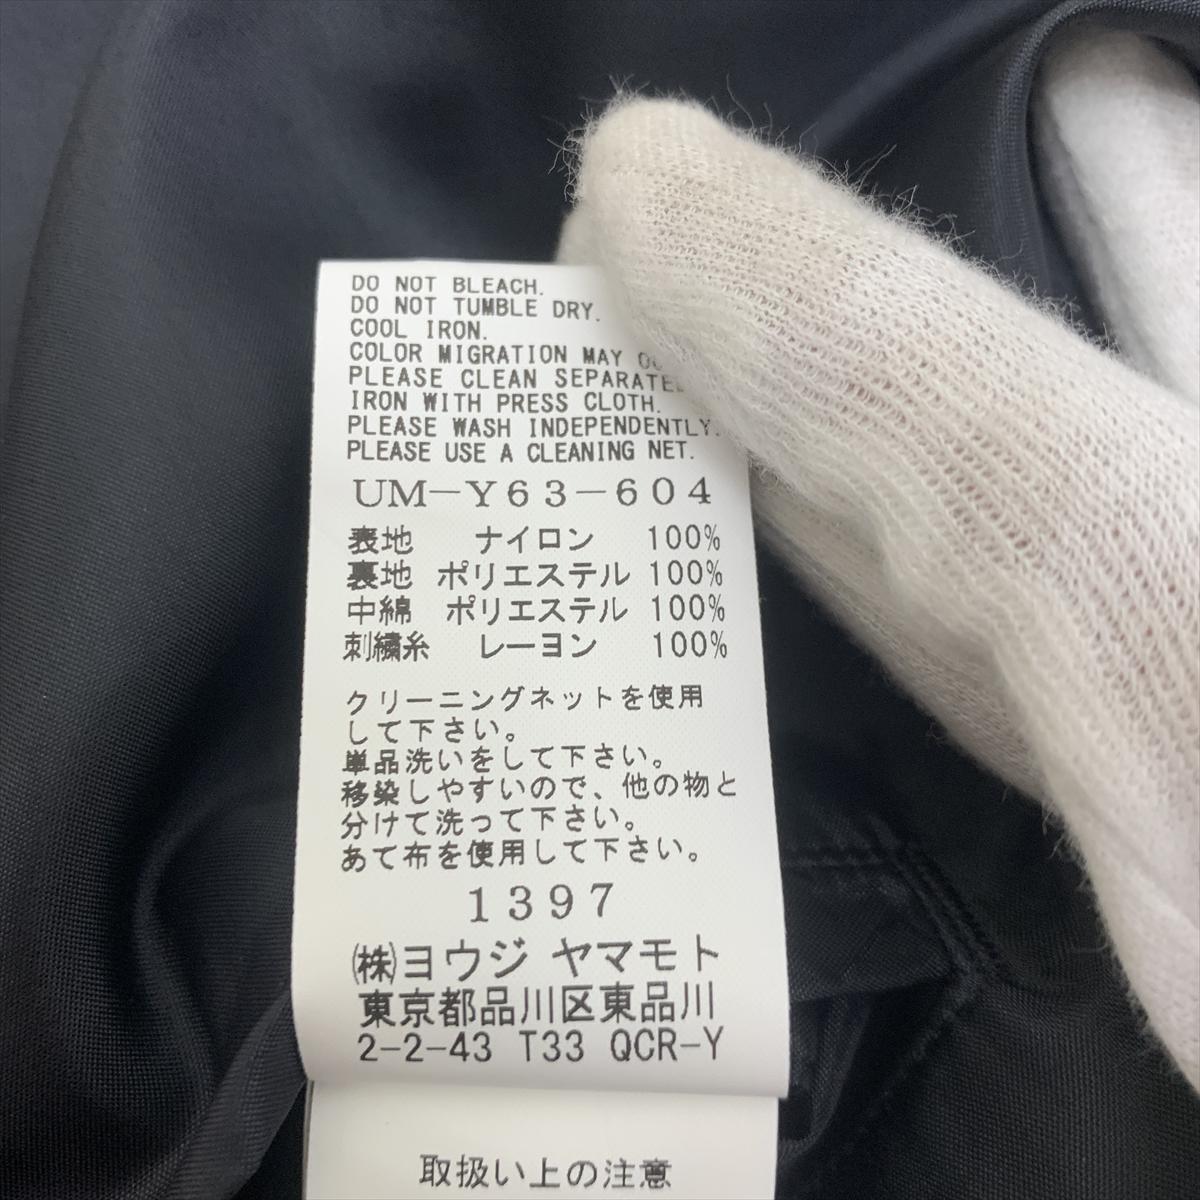 DO NOT BLEACH.
DO NOT TUMBLE DRY.
COOL IRON.
COLOR MIGRATION MAY
PLEASE CLEAN
IRON WITH PRESS CLOTH.
PLEASE WASH INDEPENDENTLY.
PLEASE USE A CLEANING NET.
UM-Y63-604
表地 ナイロン 100%
裏地 ポリエステル 100%
中綿 ポリエステル 100%
刺繍糸 レーヨン 100%
クリーニングネットを使用
して下さい。
単品洗いをして下さい。
移染しやすいので、他の物と
分けて洗って下さい。
あて布を使用して下さい。
1397
(株)ヨウジ ヤマモト
東京都品川区東品川
2-2-43 T33 QCR-Y
取扱い上の注意